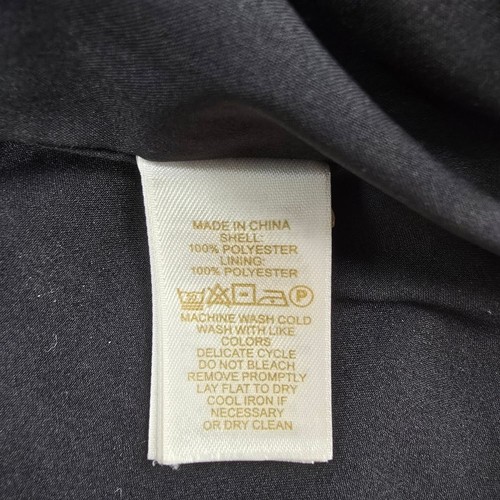 MADE IN CHINA
SHELL:
100% POLYESTER
LINING:
100% POLYESTER
P
MACHINE WASH COLD
WASH WITH LIKE
COLORS
DELICATE CYCLE
DO NOT BLEACH
REMOVE PROMPTLY
LAY FLAT TO DRY
COOL IRON IF
NECESSARY
OR DRY CLEAN